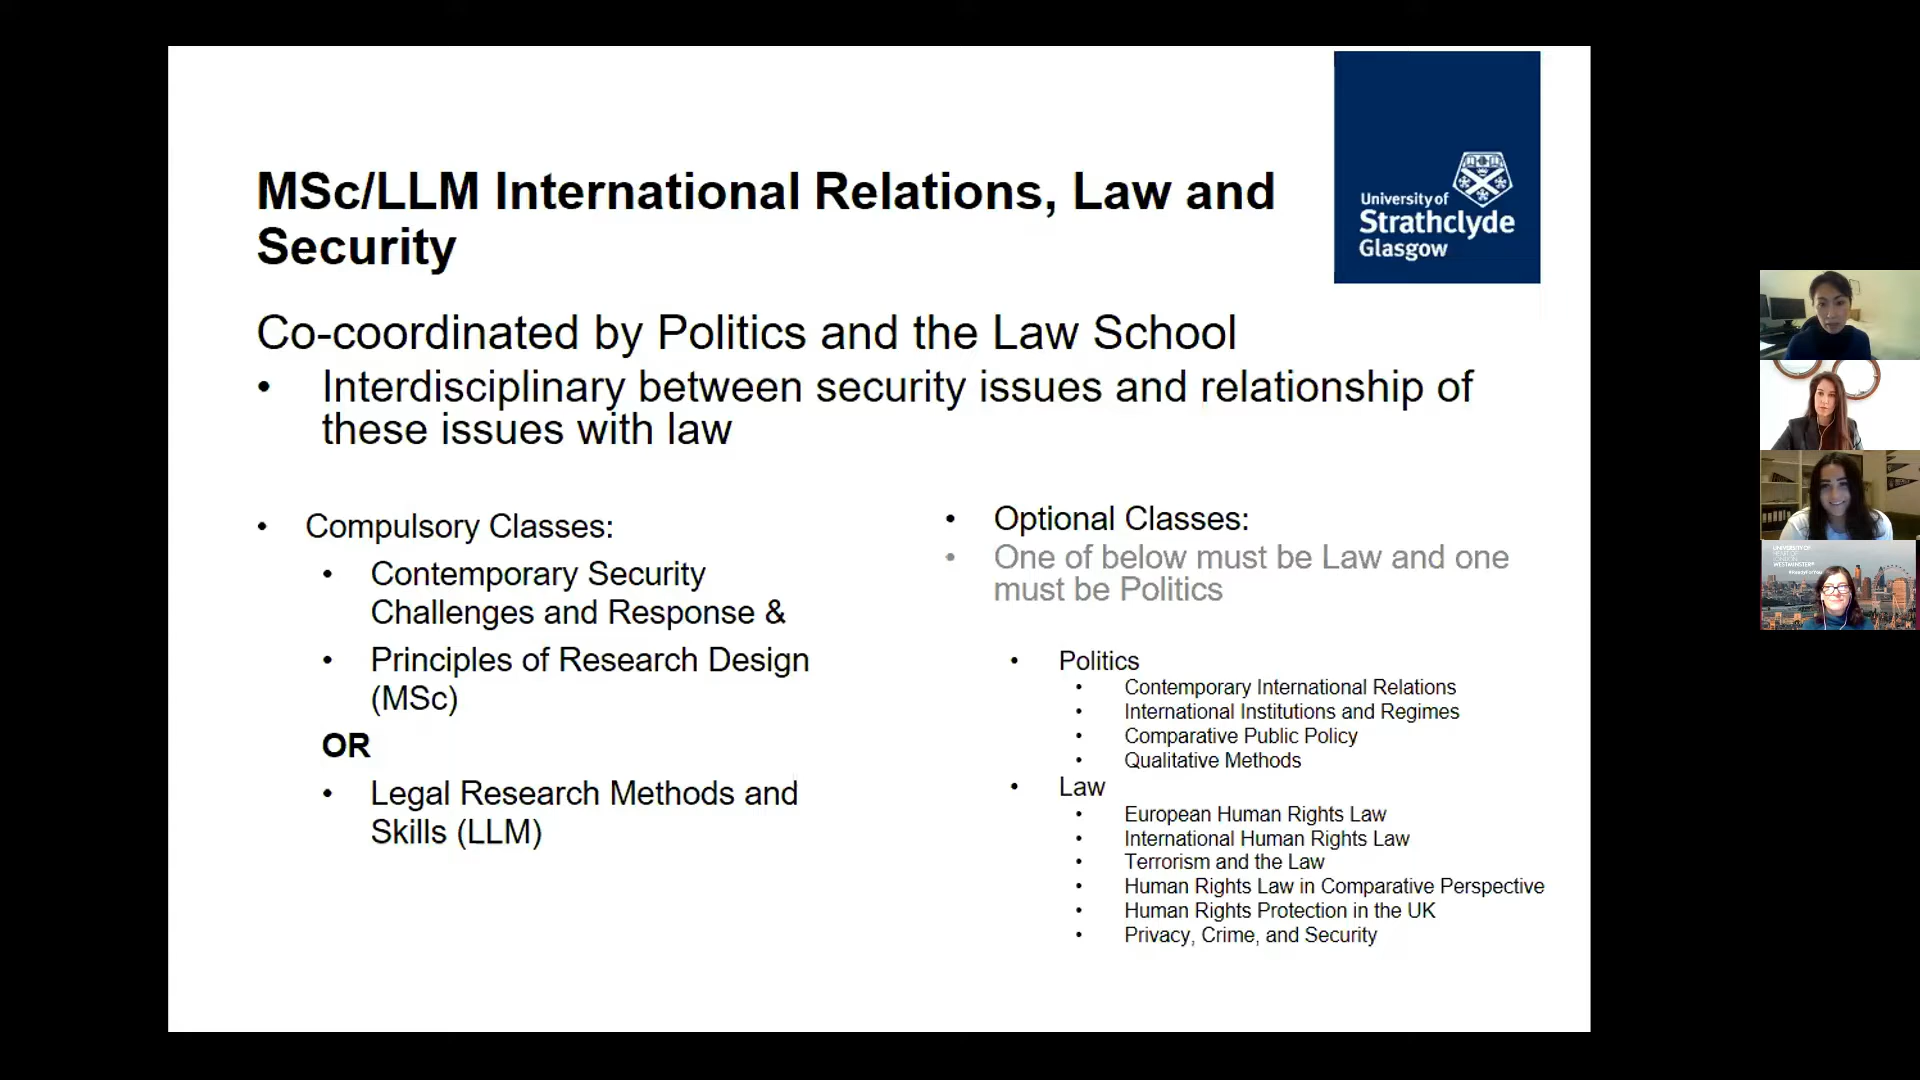 MSc/LLM International Relations, Law and
Security
University of
Strathclyde
Glasgow
Co-coordinated by Politics and the Law School
• Interdisciplinary between security issues and relationship of
these issues with law
• Compulsory Classes:
• Contemporary Security
Challenges and Response &
• Principles of Research Design
(MSc)
OR
• Legal Research Methods and
Skills (LLM)
• Optional Classes:
• One of below must be Law and one
must be Politics
• Politics
• Contemporary International Relations
• International Institutions and Regimes
• Comparative Public Policy
• Qualitative Methods
• Law
• European Human Rights Law
• International Human Rights Law
• Terrorism and the Law
• Human Rights Law in Comparative Perspective
• Human Rights Protection in the UK
• Privacy, Crime, and Security
UNIVERSITY OF
WESTMINSTER